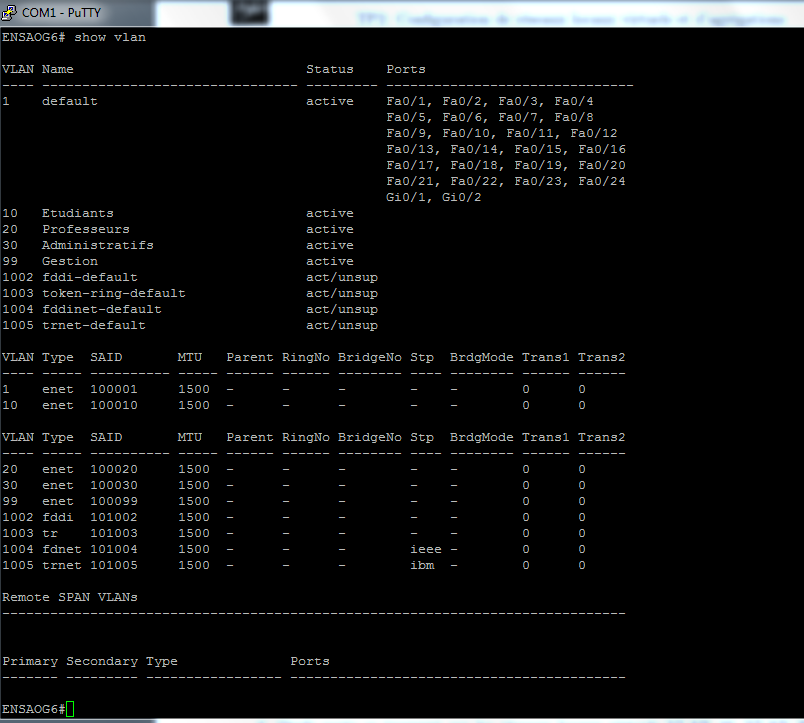 COM1 - PuTTY
ENSAOG6# show vlan
VLAN Name                             Status    Ports
---- -------------------------------- --------- -------------------------------
1    default                          active    Fa0/1, Fa0/2, Fa0/3, Fa0/4
                                                Fa0/5, Fa0/6, Fa0/7, Fa0/8
                                                Fa0/9, Fa0/10, Fa0/11, Fa0/12
                                                Fa0/13, Fa0/14, Fa0/15, Fa0/16
                                                Fa0/17, Fa0/18, Fa0/19, Fa0/20
                                                Fa0/21, Fa0/22, Fa0/23, Fa0/24
                                                Gi0/1, Gi0/2
10   Etudiants                        active
20   Professeurs                      active
30   Administratifs                   active
99   Gestion                          active
1002 fddi-default                     act/unsup
1003 token-ring-default               act/unsup
1004 fddinet-default                  act/unsup
1005 trnet-default                    act/unsup
VLAN Type  SAID       MTU   Parent RingNo BridgeNo Stp  BrdgMode Trans1 Trans2
---- ----- ---------- ----- ------ ------ -------- ---- -------- ------ ------
1    enet  100001     1500  -      -      -        -    -        0      0
10   enet  100010     1500  -      -      -        -    -        0      0
VLAN Type  SAID       MTU   Parent RingNo BridgeNo Stp  BrdgMode Trans1 Trans2
---- ----- ---------- ----- ------ ------ -------- ---- -------- ------ ------
20   enet  100020     1500  -      -      -        -    -        0      0
30   enet  100030     1500  -      -      -        -    -        0      0
99   enet  100099     1500  -      -      -        -    -        0      0
1002 fddi  101002     1500  -      -      -        -    -        0      0
1003 tr    101003     1500  -      -      -        -    -        0      0
1004 fdnet 101004     1500  -      -      -        ieee -        0      0
1005 trnet 101005     1500  -      -      -        ibm  -        0      0
Remote SPAN VLANs
------------------------------------------------------------------------------
Primary Secondary Type              Ports
------- --------- ----------------- ------------------------------------------
ENSAOG6#